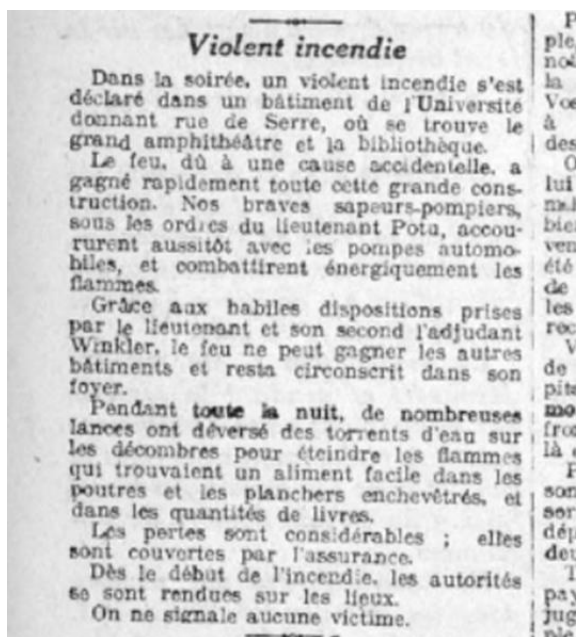 Violent incendie
Dans la soirée, un violent incendie s'est
déclaré dans un bâtiment de l'Université
donnant rue de Serre, où se trouve le
grand amphithéâtre et la bibliothèque.
Le feu, dû à une cause accidentelle, a
gagné rapidement toute cette grande cons-
truction. Nos braves sapeurs-pompiers,
sous les ordres du lieutenant Potu, accou-
rurent aussitôt avec les pompes automo-
biles, et combattirent énergiquement les
flammes.
Grâce aux habiles dispositions prises
par le lieutenant et son second l'adjudant
Winkler, le feu ne peut gagner les autres
bâtiments et resta circonscrit dans son
foyer.
Pendant toute la nuit, de nombreuses
lances ont déversé des torrents d'eau sur
les décombres pour éteindre les flammes
qui trouvaient un aliment facile dans les
poutres et les planchers enchevêtrés, et
dans les quantités de livres.
Les pertes sont considérables ; elles
sont couvertes par l'assurance.
Dès le début de l'incendie, les autorités
se sont rendues sur les lieux.
On ne signale aucune victime.